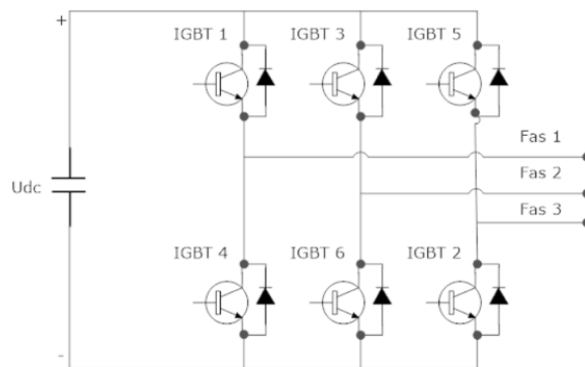 +
IGBT 1 IGBT 3 IGBT 5
Fas 1
Fas 2
Udc
Fas 3
IGBT 4 IGBT 6 IGBT 2
-